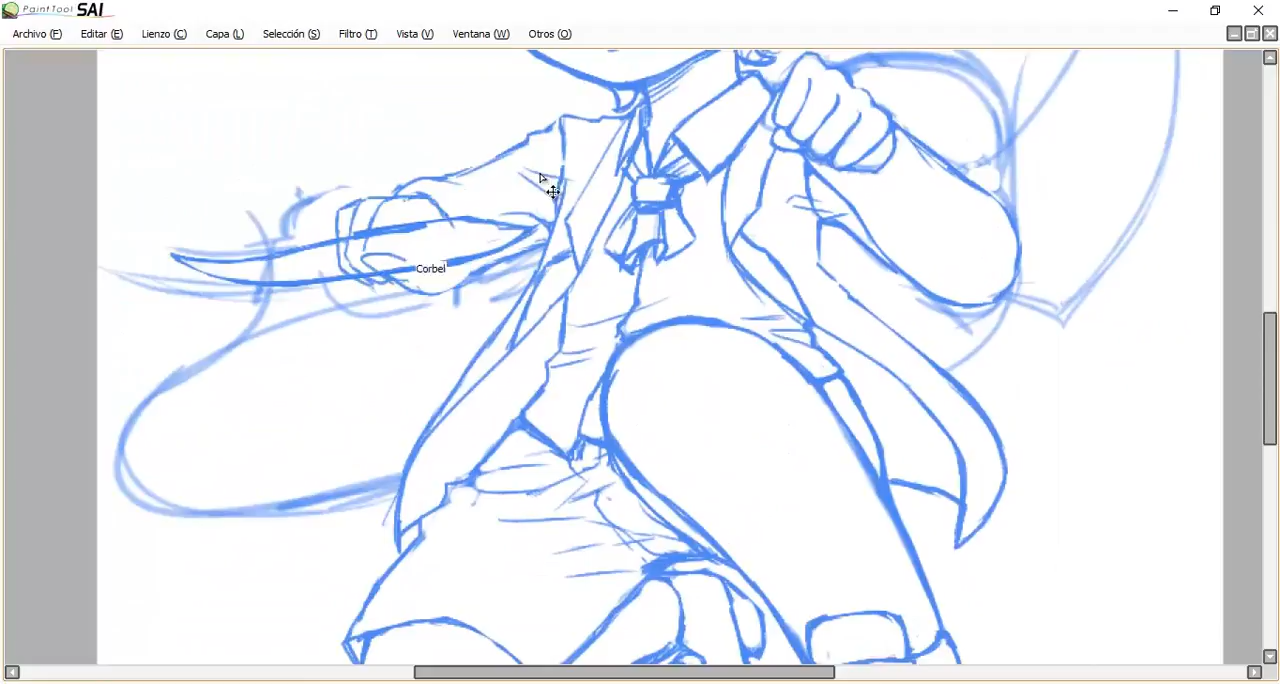 PaintTool SAI
Archivo (F) Editar (E) Lienzo (C) Capa (L) Selección (S) Filtro (T) Vista (V) Ventana (W) Otros (O)
Corbel